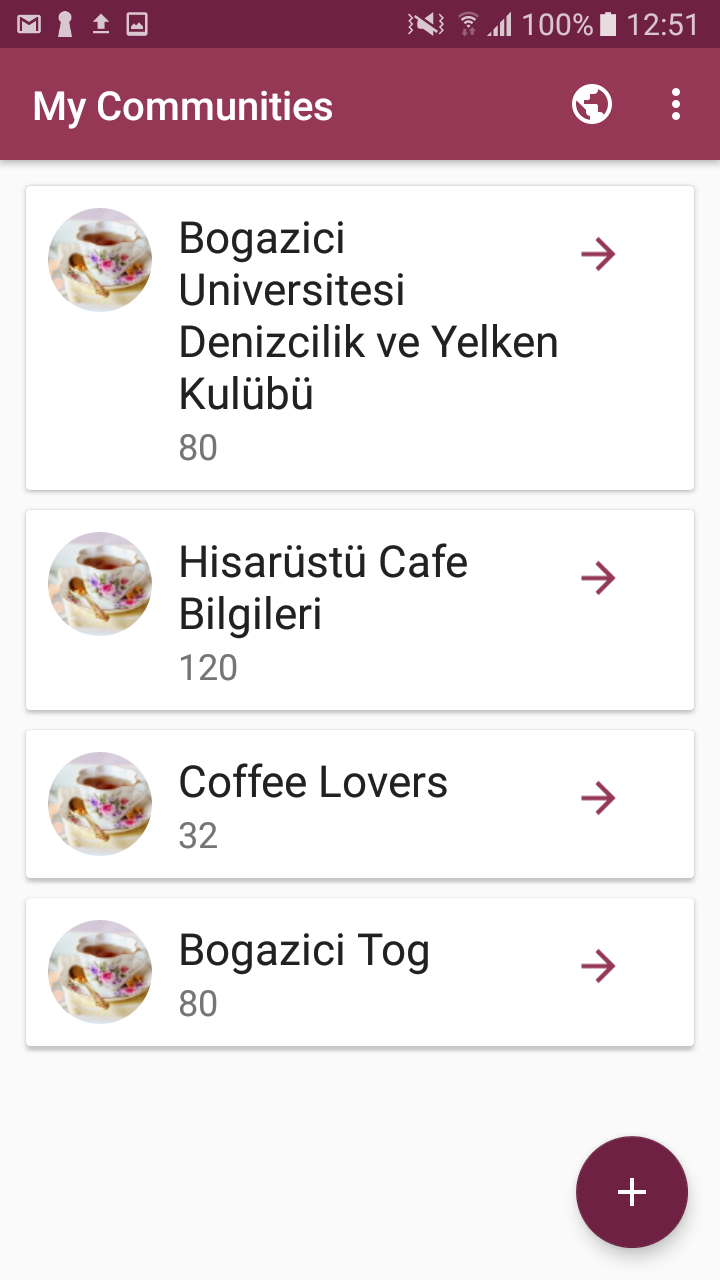 100% 12:51
My Communities
Bogazici
Universitesi
Denizcilik ve Yelken
Kulübü
80
Hisarüstü Cafe
Bilgileri
120
Coffee Lovers
32
Bogazici Tog
80